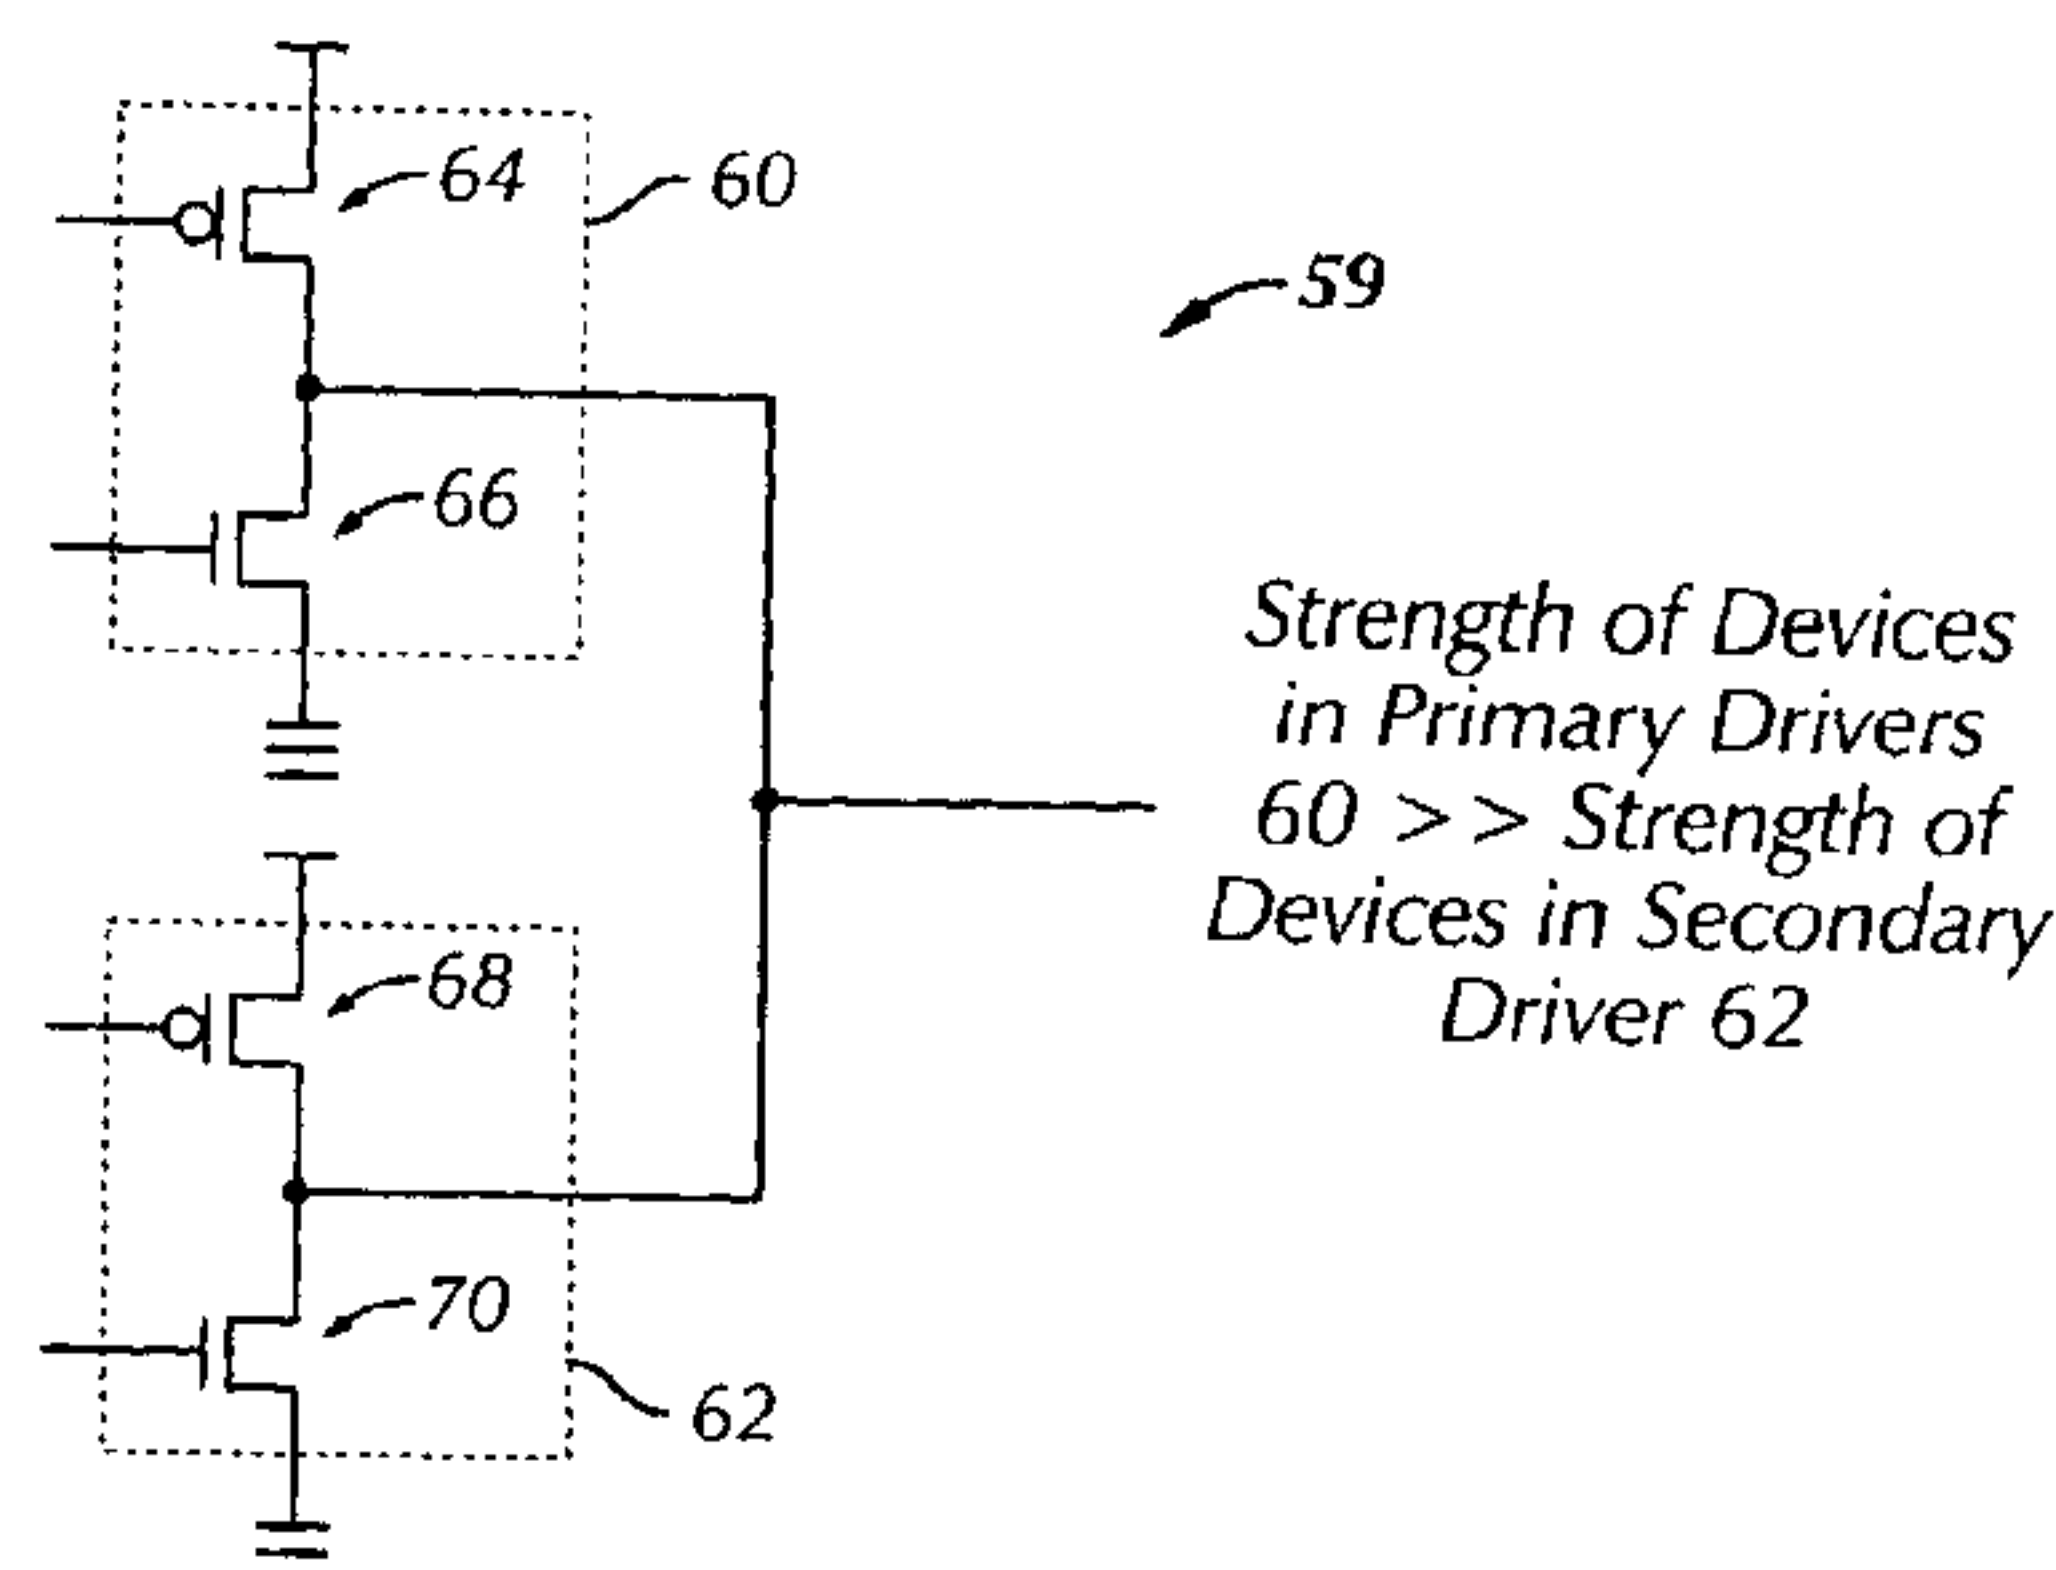 64
60
59
66
Strength of Devices
in Primary Drivers
60 >> Strength of
Devices in Secondary
Driver 62
68
70
62